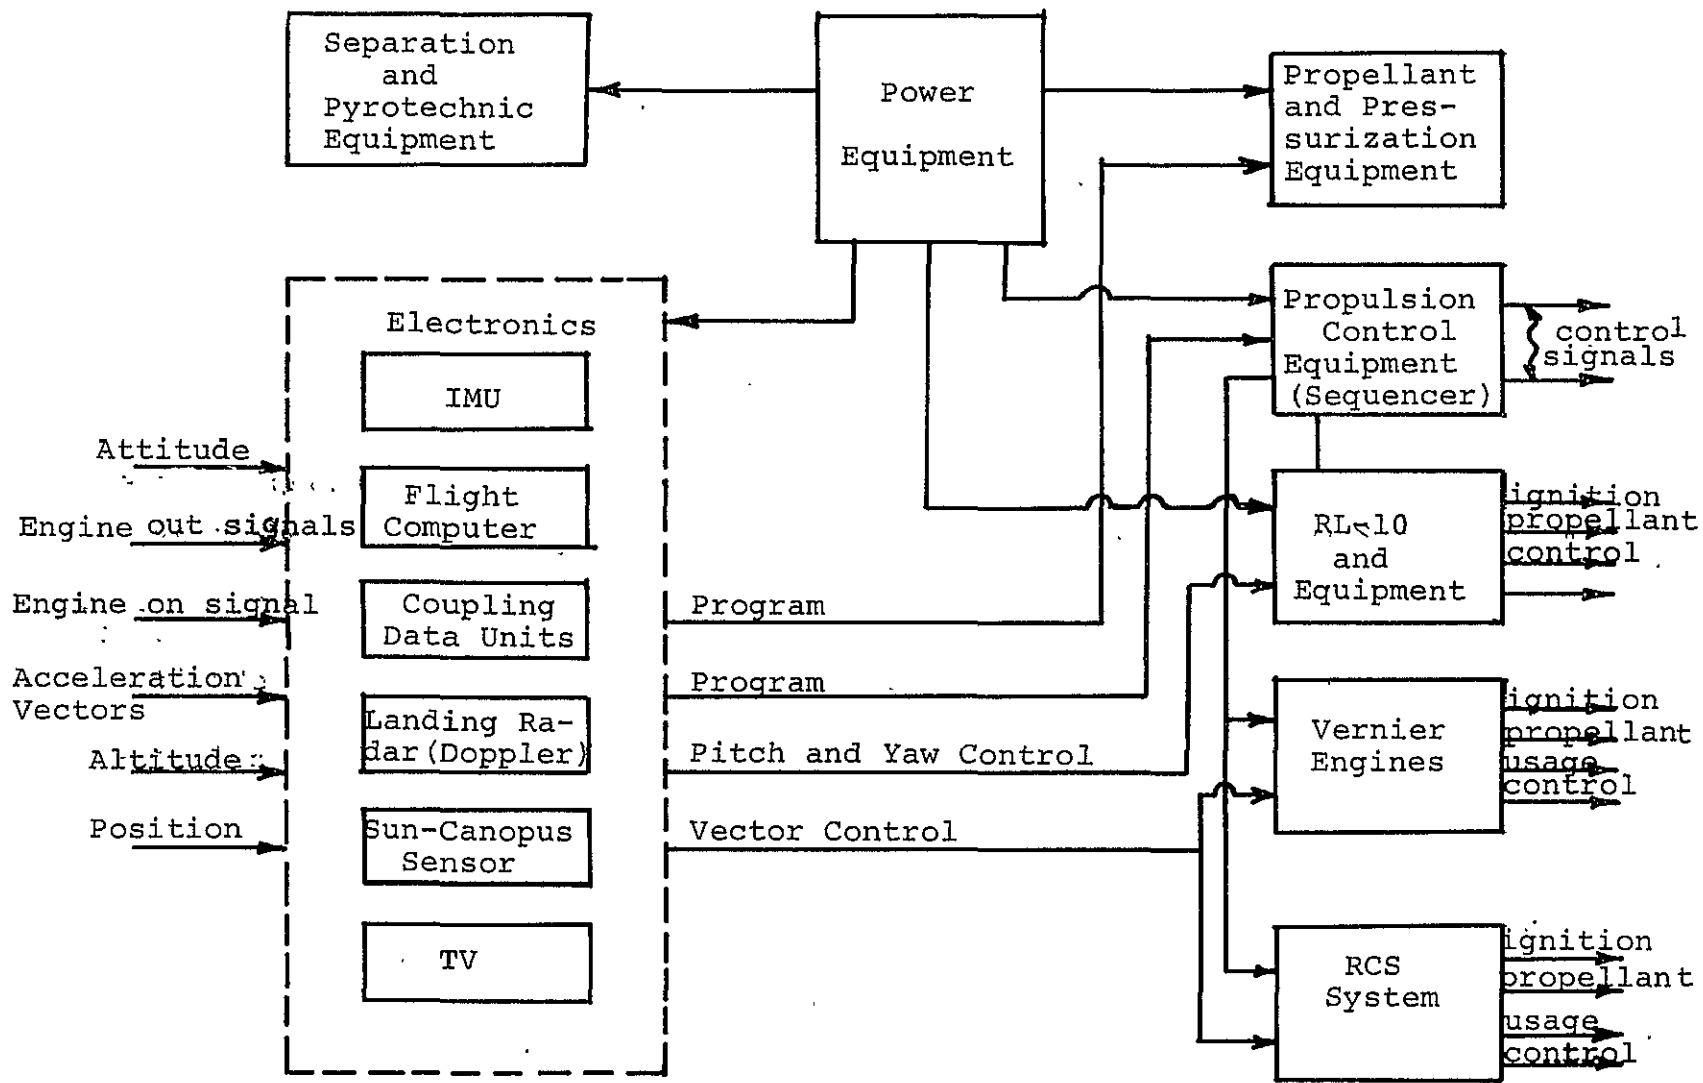 Separation
and
Pyrotechnic
Equipment
Power
Equipment
Propellant
and Pres-
surization
Equipment
Electronics
IMU
Flight
Computer
Coupling
Data Units
Landing Ra-
dar(Doppler)
Sun-Canopus
Sensor
TV
Attitude
Engine out signals
Engine on signal
Acceleration
Vectors
Altitude
Position
Program
Program
Pitch and Yaw Control
Vector Control
Propulsion
Control
Equipment
(Sequencer)
control
signals
RL-10
and
Equipment
ignition
propellant
control
Vernier
Engines
ignition
propellant
usage
control
RCS
System
ignition
propellant
usage
control